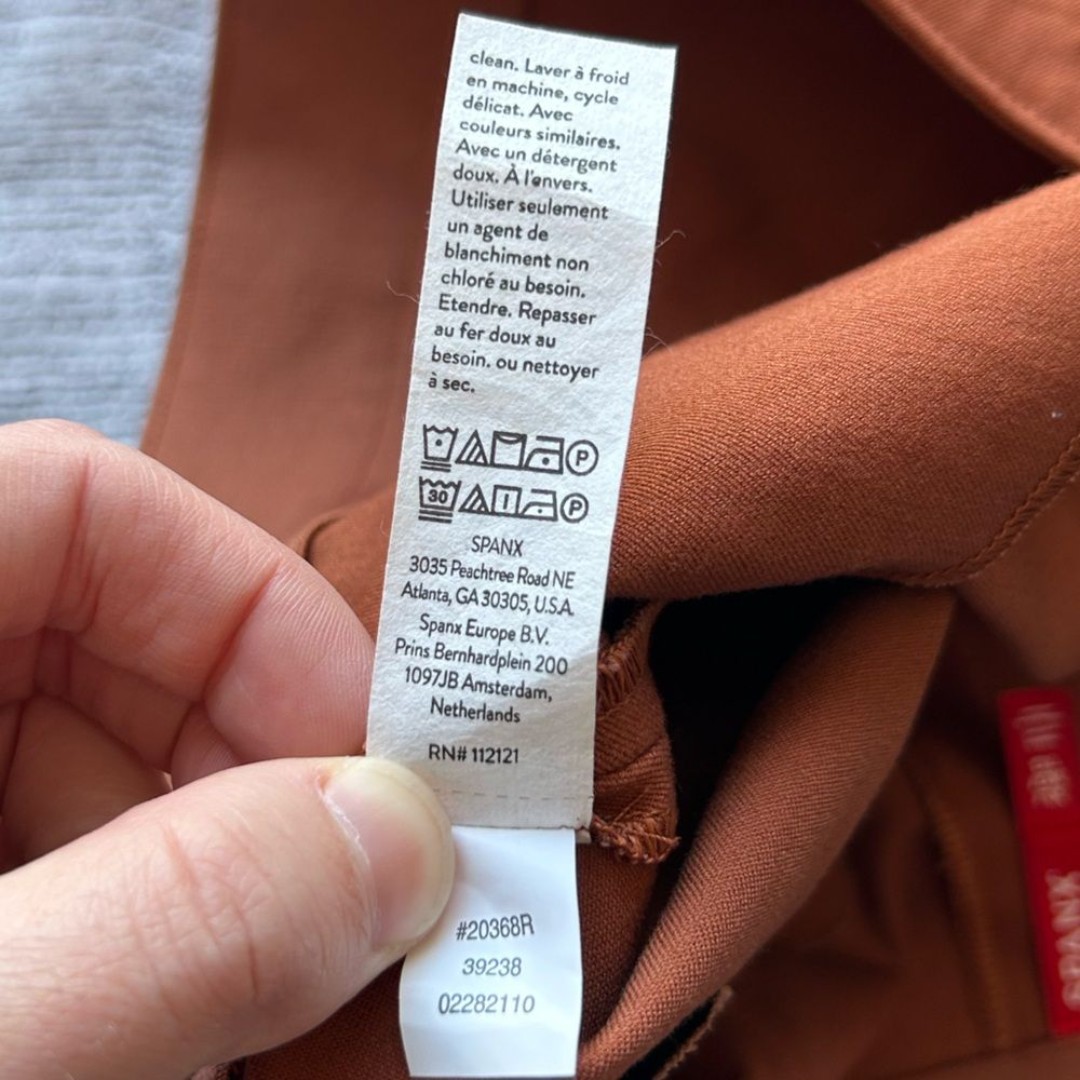 clean. Laver à froid
en machine, cycle
délicat. Avec
couleurs similaires.
Avec un détergent
doux. À l'envers.
Utiliser seulement
un agent de
blanchiment non
chloré au besoin.
Etendre. Repasser
au fer doux au
besoin. ou nettoyer
à sec.
P
30 P
SPANX
3035 Peachtree Road NE
Atlanta, GA 30305, U.S.A.
Spanx Europe B.V.
Prins Bernhardplein 200
1097JB Amsterdam,
Netherlands
RN# 112121
#20368R
39238
02282110
SPANX